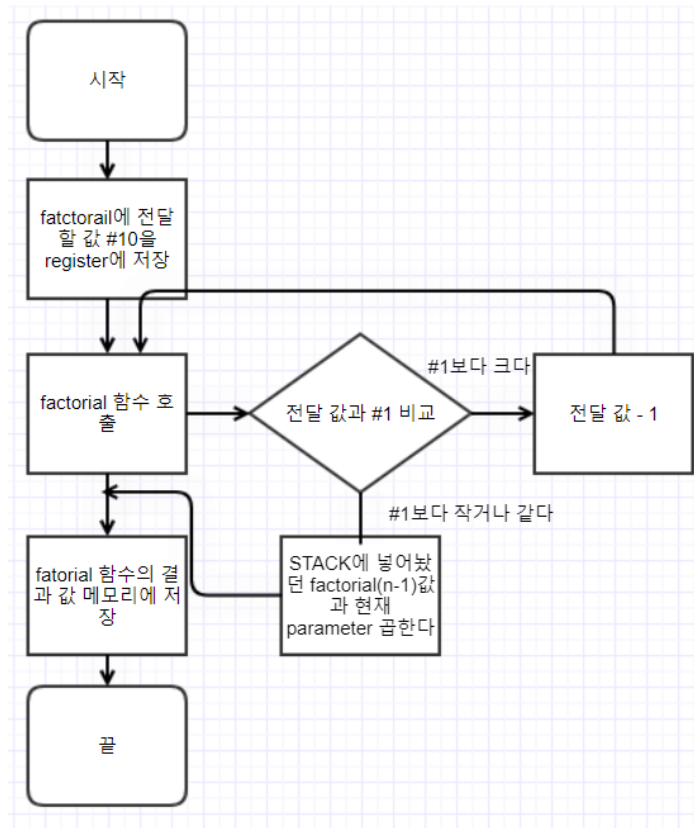 시작
fatctorail에 전달
할 값 #10을
register에 저장
factorial 함수 호
출
전달 값과 #1 비교
#1보다 크다
전달 값 - 1
#1보다 작거나 같다
STACK에 넣어놨
던 factorial(n-1)값
과 현재
parameter 곱한다
fatorial 함수의 결
과 값 메모리에 저
장
끝